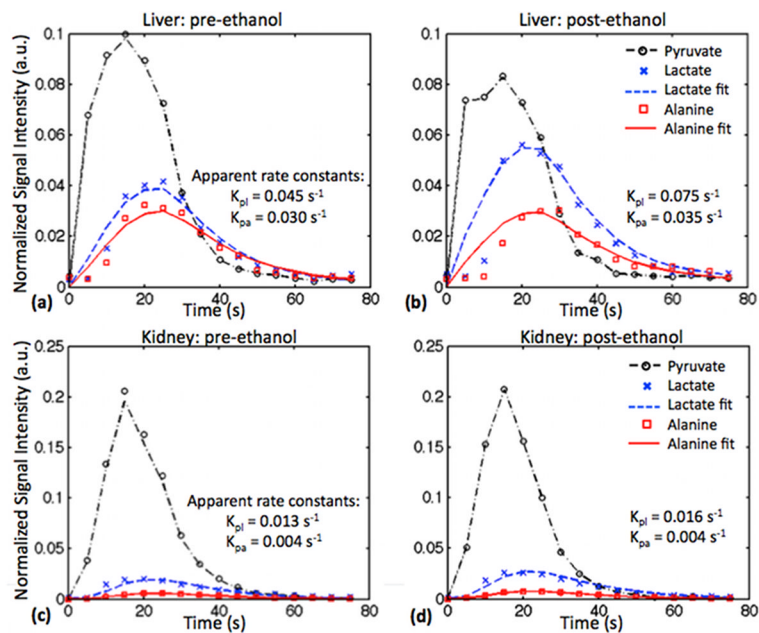 Liver: pre-ethanol
Liver: post-ethanol
Normalized Signal Intensity (a.u.)
0.1
0.08
0.06
0.04
0.02
0
0
20
40
60
80
Apparent rate constants:
Kpl = 0.045 s-1
Kpa = 0.030 s-1
(a)
Time (s)
0.1
0.08
0.06
0.04
0.02
0
0
20
40
60
80
Pyruvate
Lactate
Lactate fit
Alanine
Alanine fit
Kpl = 0.075 s-1
Kpa = 0.035 s-1
(b)
Time (s)
Kidney: pre-ethanol
Kidney: post-ethanol
Normalized Signal Intensity (a.u.)
0.25
0.2
0.15
0.1
0.05
0
0
20
40
60
80
Apparent rate constants:
Kpl = 0.013 s-1
Kpa = 0.004 s-1
(c)
Time (s)
0.25
0.2
0.15
0.1
0.05
0
0
20
40
60
80
Pyruvate
Lactate
Lactate fit
Alanine
Alanine fit
Kpl = 0.016 s-1
Kpa = 0.004 s-1
(d)
Time (s)